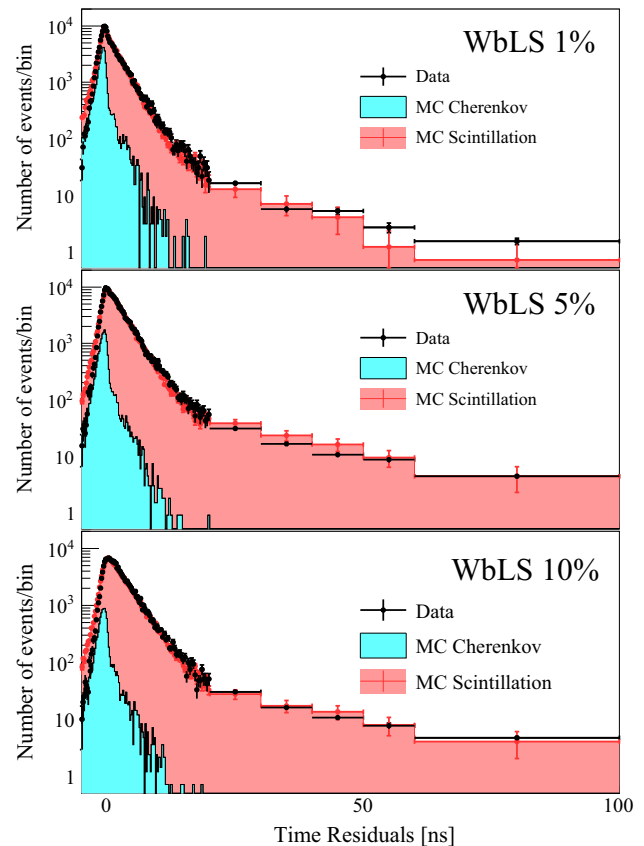 10⁴
10³
10²
10
1
Number of events/bin
WbLS 1%
Data
MC Cherenkov
MC Scintillation
10⁴
10³
10²
10
1
Number of events/bin
WbLS 5%
Data
MC Cherenkov
MC Scintillation
10⁴
10³
10²
10
1
Number of events/bin
WbLS 10%
Data
MC Cherenkov
MC Scintillation
0 50 100
Time Residuals [ns]